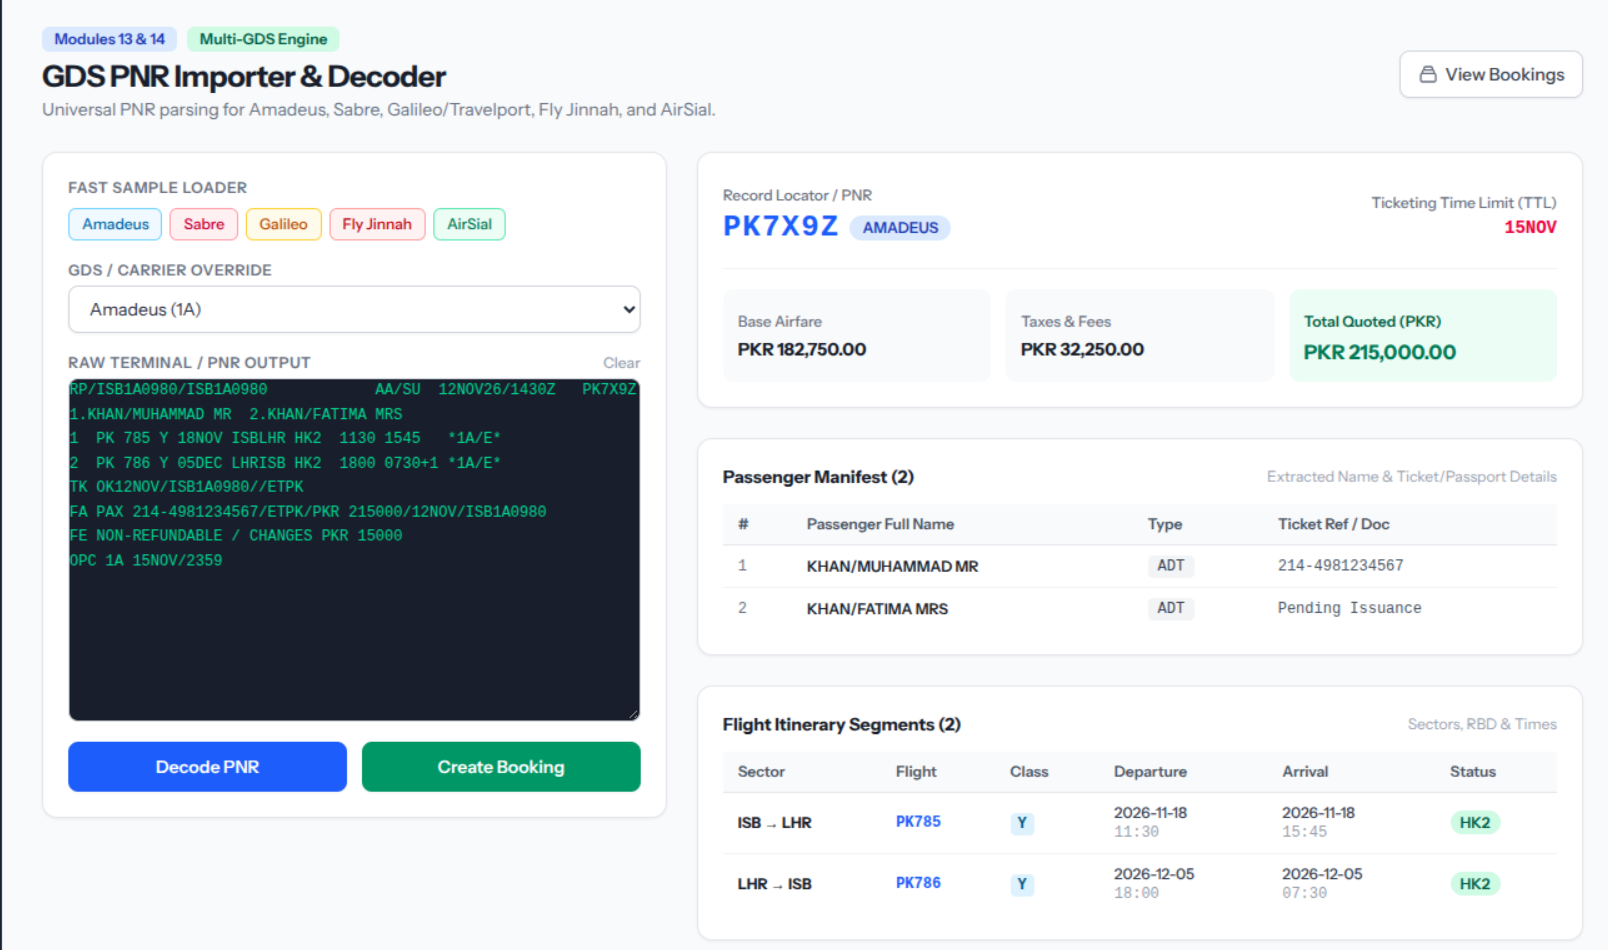 Modules 13 & 14 Multi-GDS Engine
GDS PNR Importer & Decoder
Universal PNR parsing for Amadeus, Sabre, Galileo/Travelport, Fly Jinnah, and AirSial.
View Bookings
FAST SAMPLE LOADER
Amadeus Sabre Galileo Fly Jinnah AirSial
GDS / CARRIER OVERRIDE
Amadeus (1A)
RAW TERMINAL / PNR OUTPUT Clear
RP/ISB1A0980/ISB1A0980            AA/SU  12NOV26/1430Z   PK7X9Z
1.KHAN/MUHAMMAD MR  2.KHAN/FATIMA MRS
1  PK 785 Y 18NOV ISBLHR HK2  1130 1545   *1A/E*
2  PK 786 Y 05DEC LHRISB HK2  1800 0730+1 *1A/E*
TK OK12NOV/ISB1A0980//ETPK
FA PAX 214-4981234567/ETPK/PKR 215000/12NOV/ISB1A0980
FE NON-REFUNDABLE / CHANGES PKR 15000
OPC 1A 15NOV/2359
Decode PNR Create Booking
Record Locator / PNR
PK7X9Z AMADEUS
Ticketing Time Limit (TTL)
15NOV
Base Airfare
PKR 182,750.00
Taxes & Fees
PKR 32,250.00
Total Quoted (PKR)
PKR 215,000.00
Passenger Manifest (2) Extracted Name & Ticket/Passport Details
# Passenger Full Name Type Ticket Ref / Doc
1 KHAN/MUHAMMAD MR ADT 214-4981234567
2 KHAN/FATIMA MRS ADT Pending Issuance
Flight Itinerary Segments (2) Sectors, RBD & Times
Sector Flight Class Departure Arrival Status
ISB → LHR PK785 Y 2026-11-18 11:30 2026-11-18 15:45 HK2
LHR → ISB PK786 Y 2026-12-05 18:00 2026-12-05 07:30 HK2